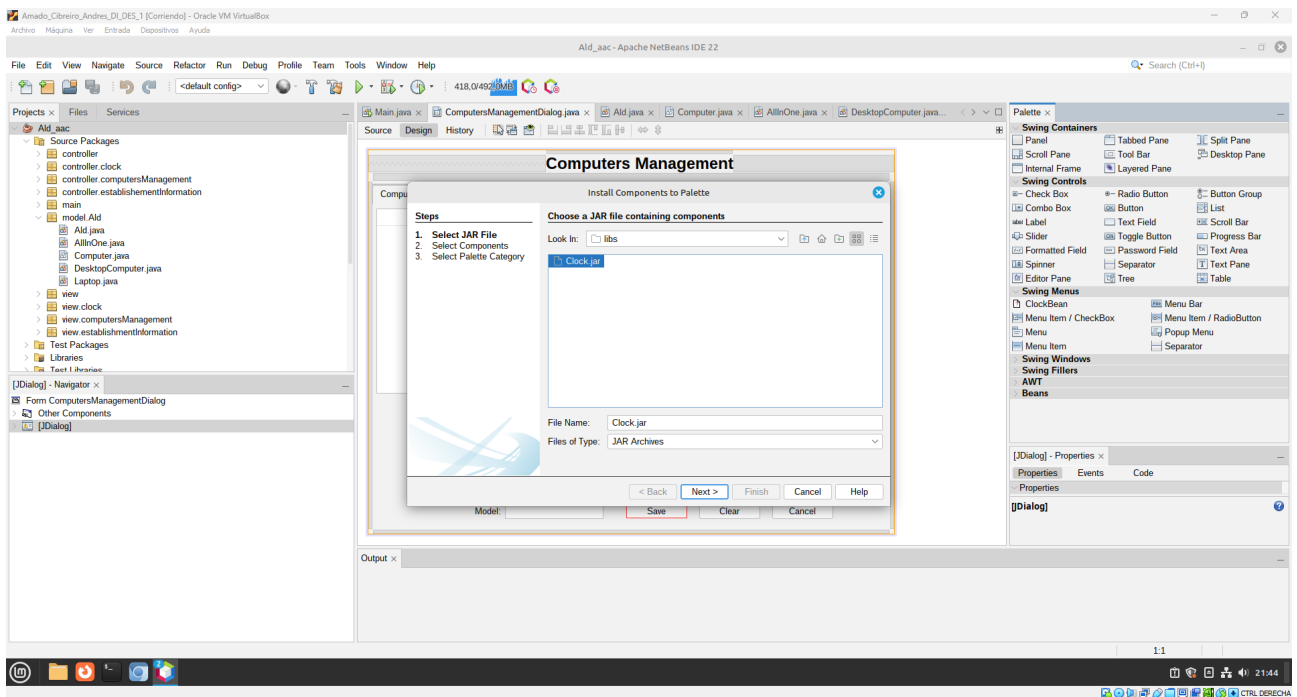 Amado_Cibreiro_Andres_DI_DES_1 [Corriendo] - Oracle VM VirtualBox
Archivo Máquina Ver Entrada Dispositivos Ayuda
Ald_aac - Apache NetBeans IDE 22
File Edit View Navigate Source Refactor Run Debug Profile Team Tools Window Help
Search (Ctrl+I)
<default config>
418,0/492,0MB
Projects × Files Services
Main.java × ComputersManagementDialog.java × Ald.java × Computer.java × AllInOne.java × DesktopComputer.java...
Source Design History
Ald_aac
Source Packages
controller
controller.clock
controller.computersManagement
controller.establishementInformation
main
model.Ald
Ald.java
AllInOne.java
Computer.java
DesktopComputer.java
Laptop.java
view
view.clock
view.computersManagement
view.establishmentInformation
Test Packages
Libraries
Test Libraries
[JDialog] - Navigator ×
Form ComputersManagementDialog
Other Components
[JDialog]
Computers Management
Compu
Install Components to Palette
Steps
1. Select JAR File
2. Select Components
3. Select Palette Category
Choose a JAR file containing components
Look In: libs
Clock.jar
File Name: Clock.jar
Files of Type: JAR Archives
< Back Next > Finish Cancel Help
Model: Save Clear Cancel
Output ×
Palette ×
Swing Containers
Panel Tabbed Pane Split Pane
Scroll Pane Tool Bar Desktop Pane
Internal Frame Layered Pane
Swing Controls
Check Box Radio Button Button Group
Combo Box Button List
label Label Text Field Scroll Bar
Slider Toggle Button Progress Bar
Formatted Field Password Field Text Area
Spinner Separator Text Pane
Editor Pane Tree Table
Swing Menus
ClockBean Menu Bar
Menu Item / CheckBox Menu Item / RadioButton
Menu Popup Menu
Menu Item Separator
Swing Windows
Swing Fillers
AWT
Beans
[JDialog] - Properties ×
Properties Events Code
Properties
[JDialog]
1:1
2
21:44
CTRL DERECHA